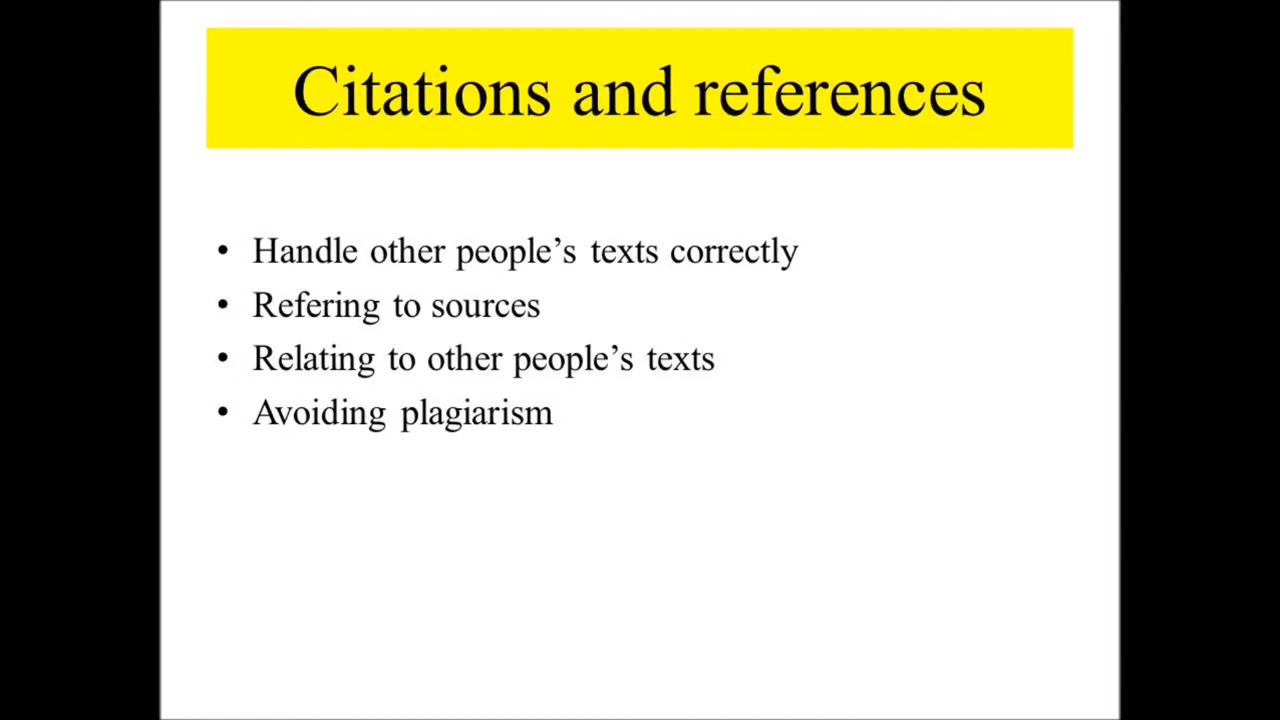 Citations and references
• Handle other people’s texts correctly
• Refering to sources
• Relating to other people’s texts
• Avoiding plagiarism